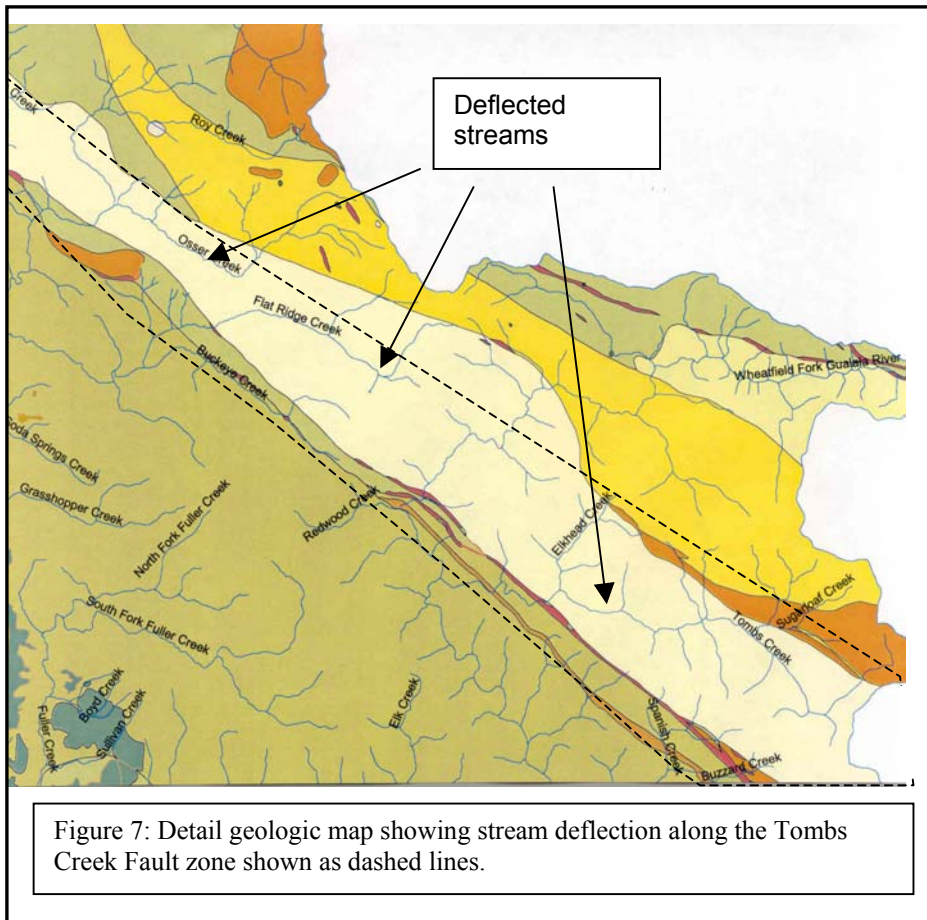 Deflected
streams
Creek
Roy Creek
Osser Creek
Flat Ridge Creek
Wheatfield Fork Gualala River
Buckeye Creek
oda Springs Creek
Grasshopper Creek
North Fork Fuller Creek
Redwood Creek
Elkhead Creek
South Fork Fuller Creek
Sugarloaf Creek
Tombs Creek
Boyd Creek
Elk Creek
Fuller Creek
Sullivan Creek
Spanish Creek
Buzzard Creek
Figure 7: Detail geologic map showing stream deflection along the Tombs
Creek Fault zone shown as dashed lines.